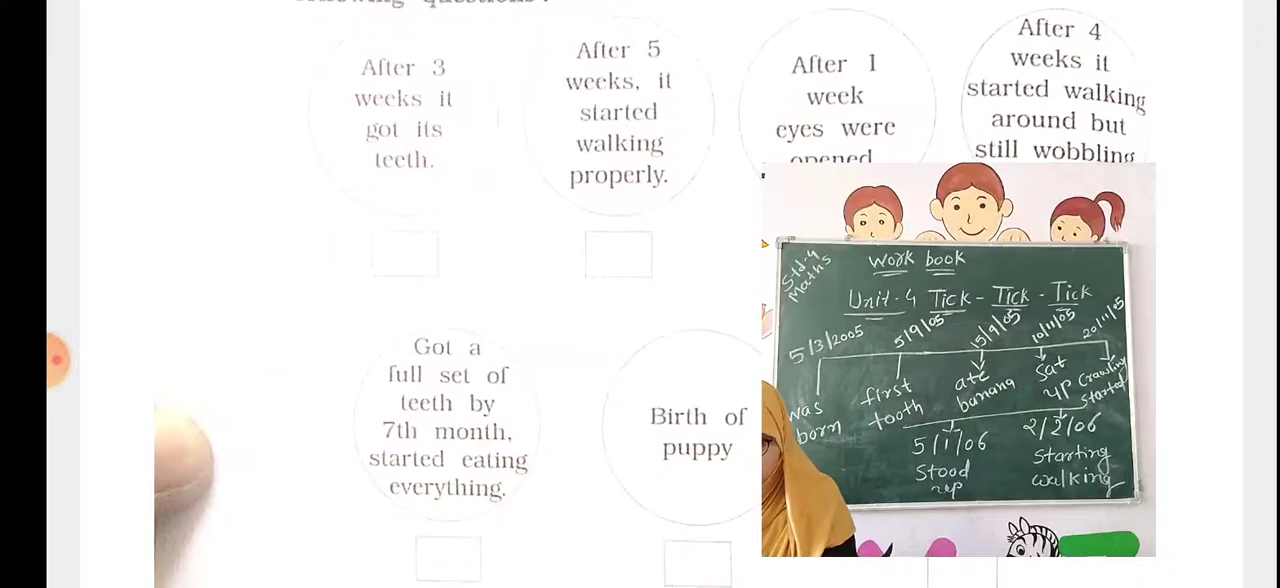 After 3
weeks it
got its
teeth.
After 5
weeks, it
started
walking
properly.
After 1
week
eyes were
opened
After 4
weeks it
started walking
around but
still wobbling
Got a
full set of
teeth by
7th month,
started eating
everything.
Birth of
puppy
Std-4
Maths
Work book
Unit-4 Tick - Tick - Tick
5/3/2005
5/9/05
15/9/05
10/11/05
20/11/05
was
born
first
tooth
ate
banana
Sat
up
Crawling
started
5/1/06
Stood
up
2/2/06
Starting
walking